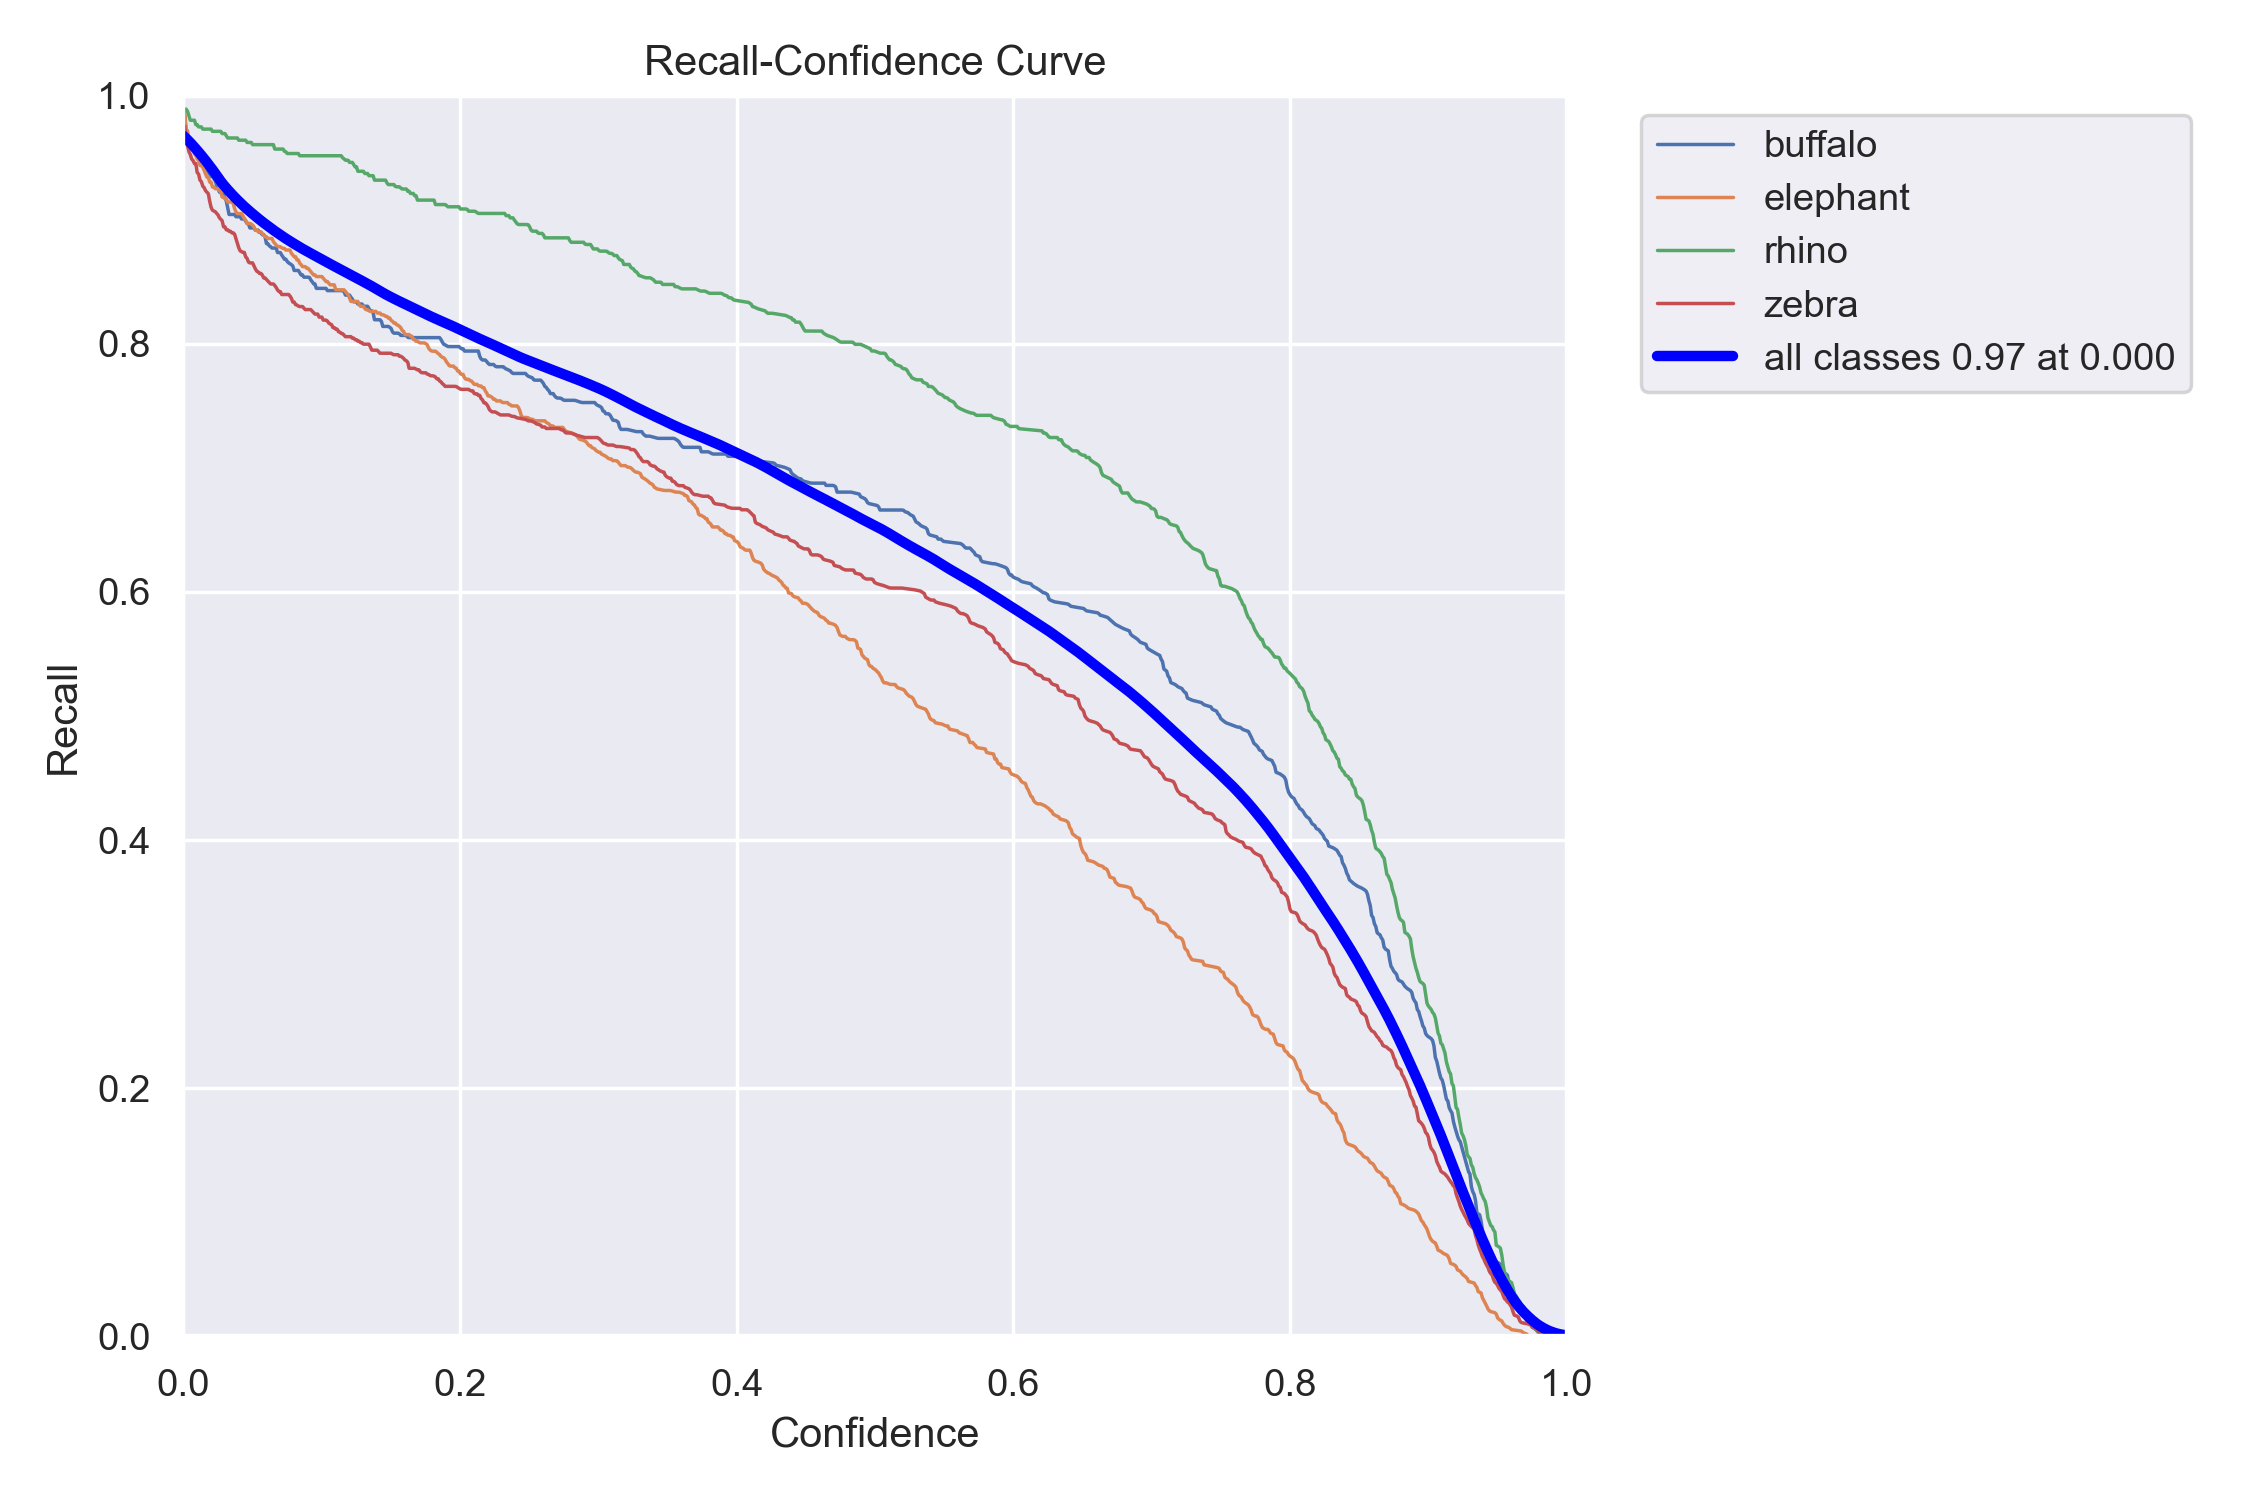 Recall-Confidence Curve
1.0
0.8
0.6
0.4
0.2
0.0
Recall
0.0 0.2 0.4 0.6 0.8 1.0
Confidence
buffalo
elephant
rhino
zebra
all classes 0.97 at 0.000